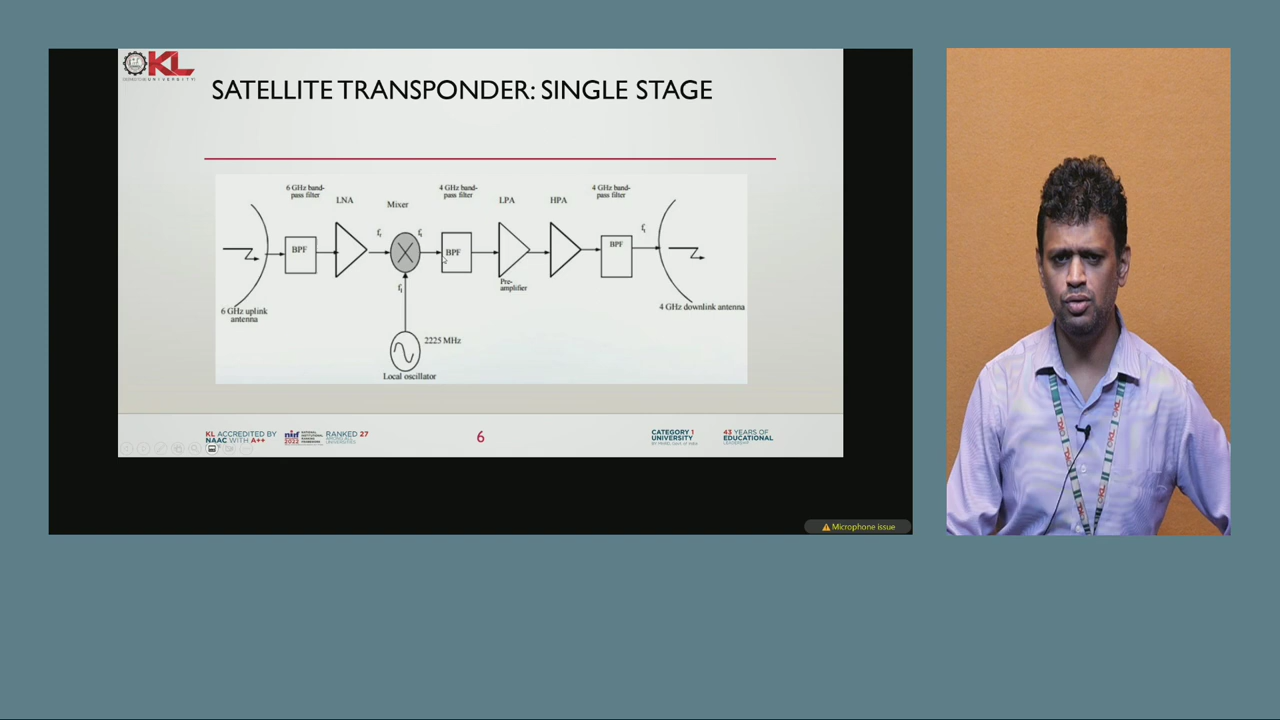 KL
SATELLITE TRANSPONDER: SINGLE STAGE
6 GHz band-
pass filter
LNA
Mixer
4 GHz band-
pass filter
LPA
HPA
4 GHz band-
pass filter
BPF
BPF
BPF
Pre-
amplifier
6 GHz uplink
antenna
4 GHz downlink antenna
2225 MHz
Local oscillator
KL ACCREDITED BY
NAAC WITH A++
RANKED 27
6
CATEGORY 1
UNIVERSITY
43 YEARS OF
EDUCATIONAL
LEADERSHIP
Microphone issue